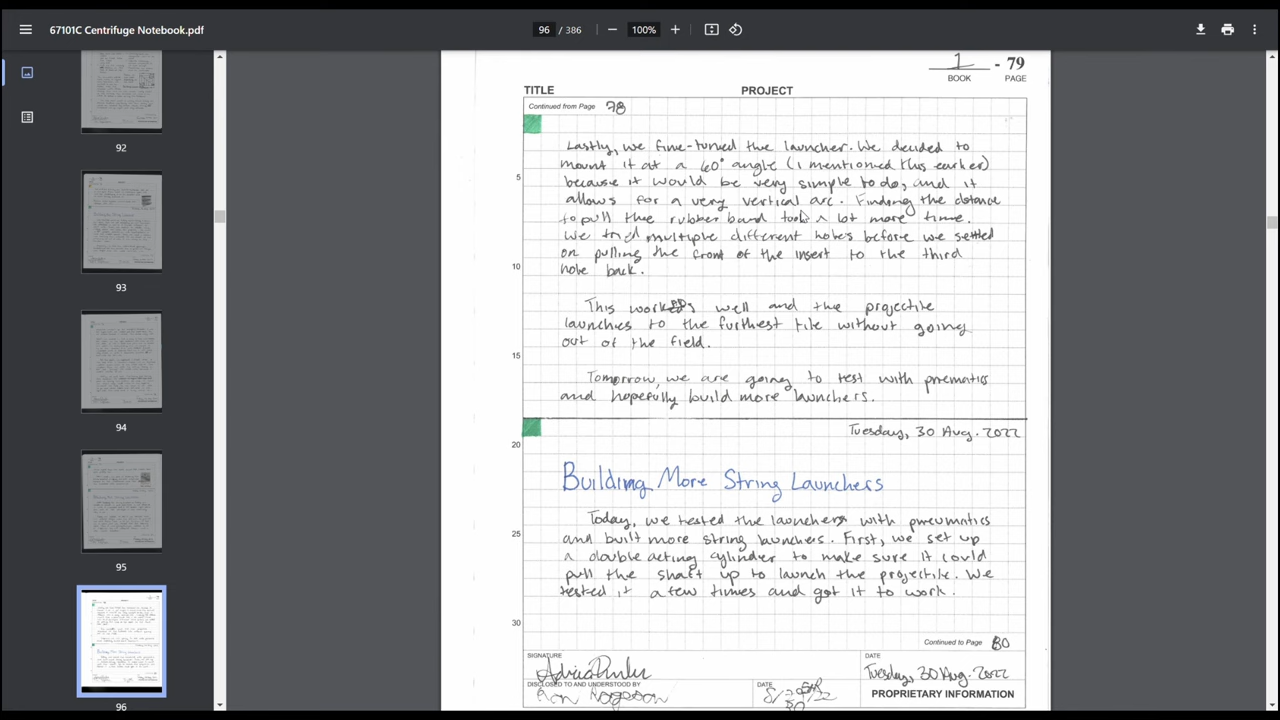 67101C Centrifuge Notebook.pdf
96 / 386
100%
92
93
94
95
96
1 - 79
BOOK PAGE
TITLE PROJECT
Continued from Page 78
Lastly, we fine-tuned the launcher. We decided to
mount it at a 60° angle (I mentioned this earlier)
5
because it would be very simple to do, and it
allows for a very vertical arc. Finding the distance
to pull the rubber band took a lot more time.
We tried multiple different holes before we settled
on pulling the front of the insert to the third
10
hole back.
This works well and the projectile
launches to the furthest tile without going
out of the field.
15
Tomorrow, we are going to test with pnematics
and hopefully build more launchers.
Tuesday, 30 Aug. 2022
20
Building More String Launchers
Today, we tested the launchers with pneumatics
25
and built more string launchers. First, we set up
a double acting cylinder to make sure it could
pull the shaft up to launch the projectile. We
tested it a few times and got it to work.
30
Continued to Page 80
SIGNATURE DATE
Tuesday, 30 Aug. 2022
DISCLOSED TO AND UNDERSTOOD BY DATE PROPRIETARY INFORMATION